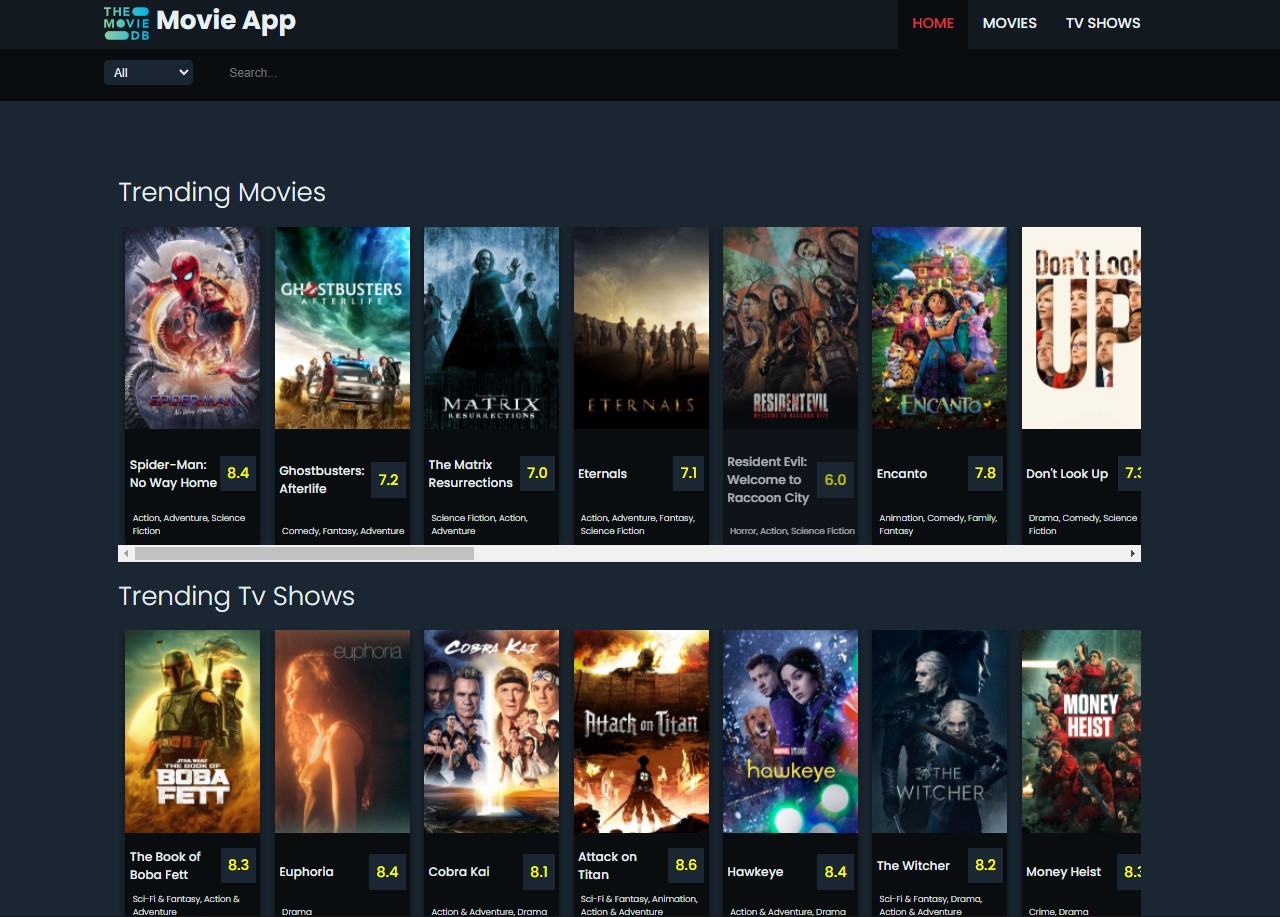 THE MOVIE DB
Movie App
HOME
MOVIES
TV SHOWS
All
Search...
Trending Movies
SPIDER-MAN
No Way Home
GHOSTBUSTERS
AFTERLIFE
MATRIX
RESURRECTIONS
ETERNALS
RESIDENT EVIL
WELCOME TO RACCOON CITY
ENCANTO
Don't Look
UP
Spider-Man:
No Way Home
8.4
Ghostbusters:
Afterlife
7.2
The Matrix
Resurrections
7.0
Eternals
7.1
Resident Evil:
Welcome to
Raccoon City
6.0
Encanto
7.8
Don't Look Up
7.3
Action, Adventure, Science
Fiction
Comedy, Fantasy, Adventure
Science Fiction, Action,
Adventure
Action, Adventure, Fantasy,
Science Fiction
Horror, Action, Science Fiction
Animation, Comedy, Family,
Fantasy
Drama, Comedy, Science
Fiction
Trending Tv Shows
STAR WARS
THE BOOK OF
BOBA
FETT
euphoria
COBRA KAI
Attack on Titan
MARVEL STUDIOS
hawkeye
THE
WITCHER
MONEY
HEIST
The Book of
Boba Fett
8.3
Euphoria
8.4
Cobra Kai
8.1
Attack on
Titan
8.6
Hawkeye
8.4
The Witcher
8.2
Money Heist
8.3
Sci-Fi & Fantasy, Action &
Adventure
Drama
Action & Adventure, Drama
Sci-Fi & Fantasy, Animation,
Action & Adventure
Action & Adventure, Drama
Sci-Fi & Fantasy, Drama,
Action & Adventure
Crime, Drama